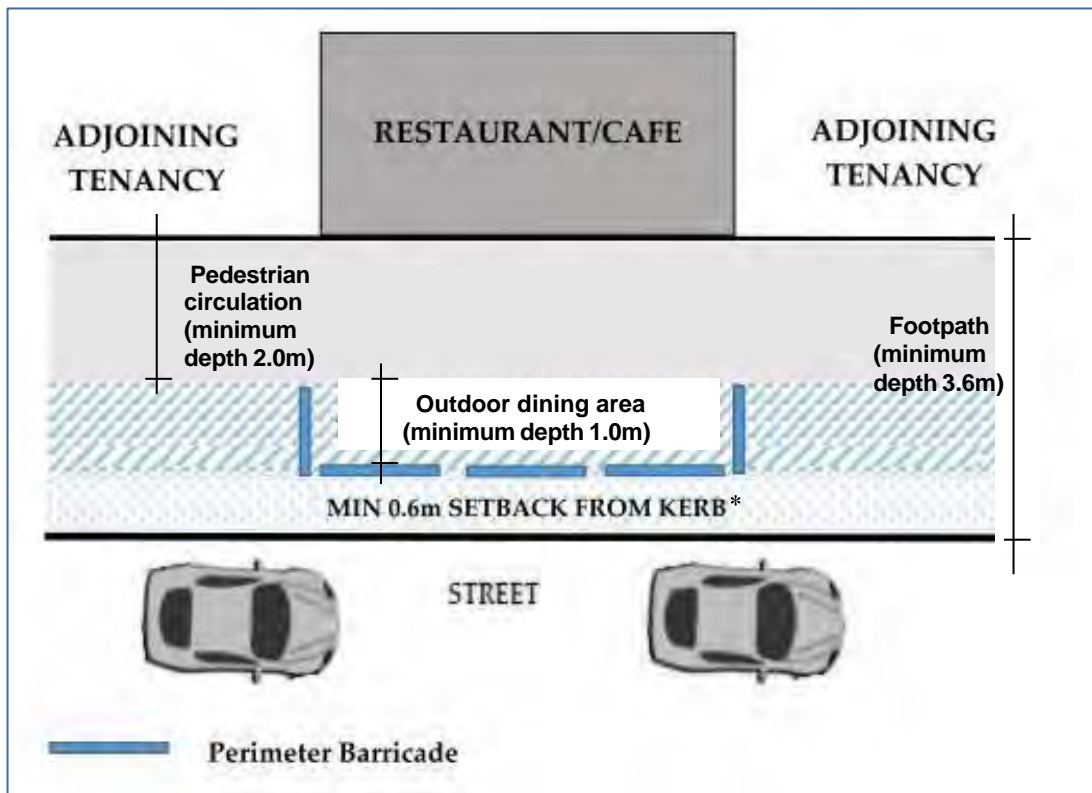 ADJOINING
TENANCY
RESTAURANT/CAFE
ADJOINING
TENANCY
Pedestrian
circulation
(minimum
depth 2.0m)
Footpath
(minimum
depth 3.6m)
Outdoor dining area
(minimum depth 1.0m)
MIN 0.6m SETBACK FROM KERB*
STREET
Perimeter Barricade